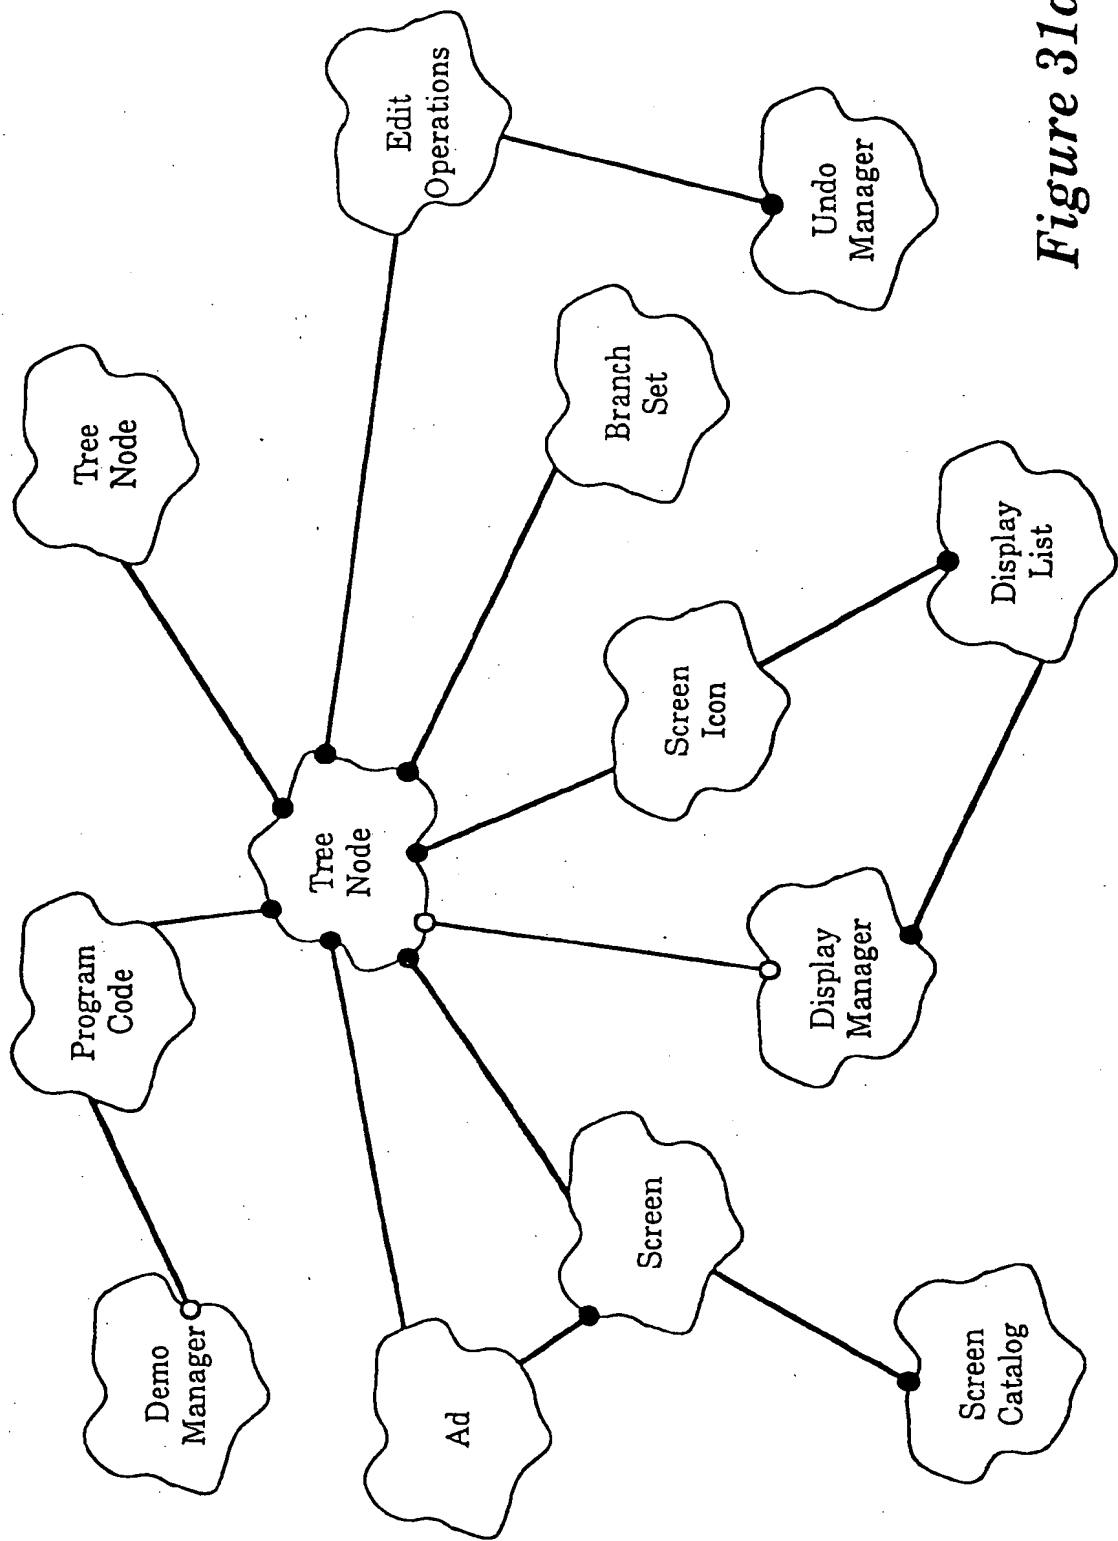 Demo
Manager
Program
Code
Tree
Node
Ad
Tree
Node
Edit
Operations
Screen
Screen
Icon
Branch
Set
Display
Manager
Undo
Manager
Screen
Catalog
Display
List
Figure